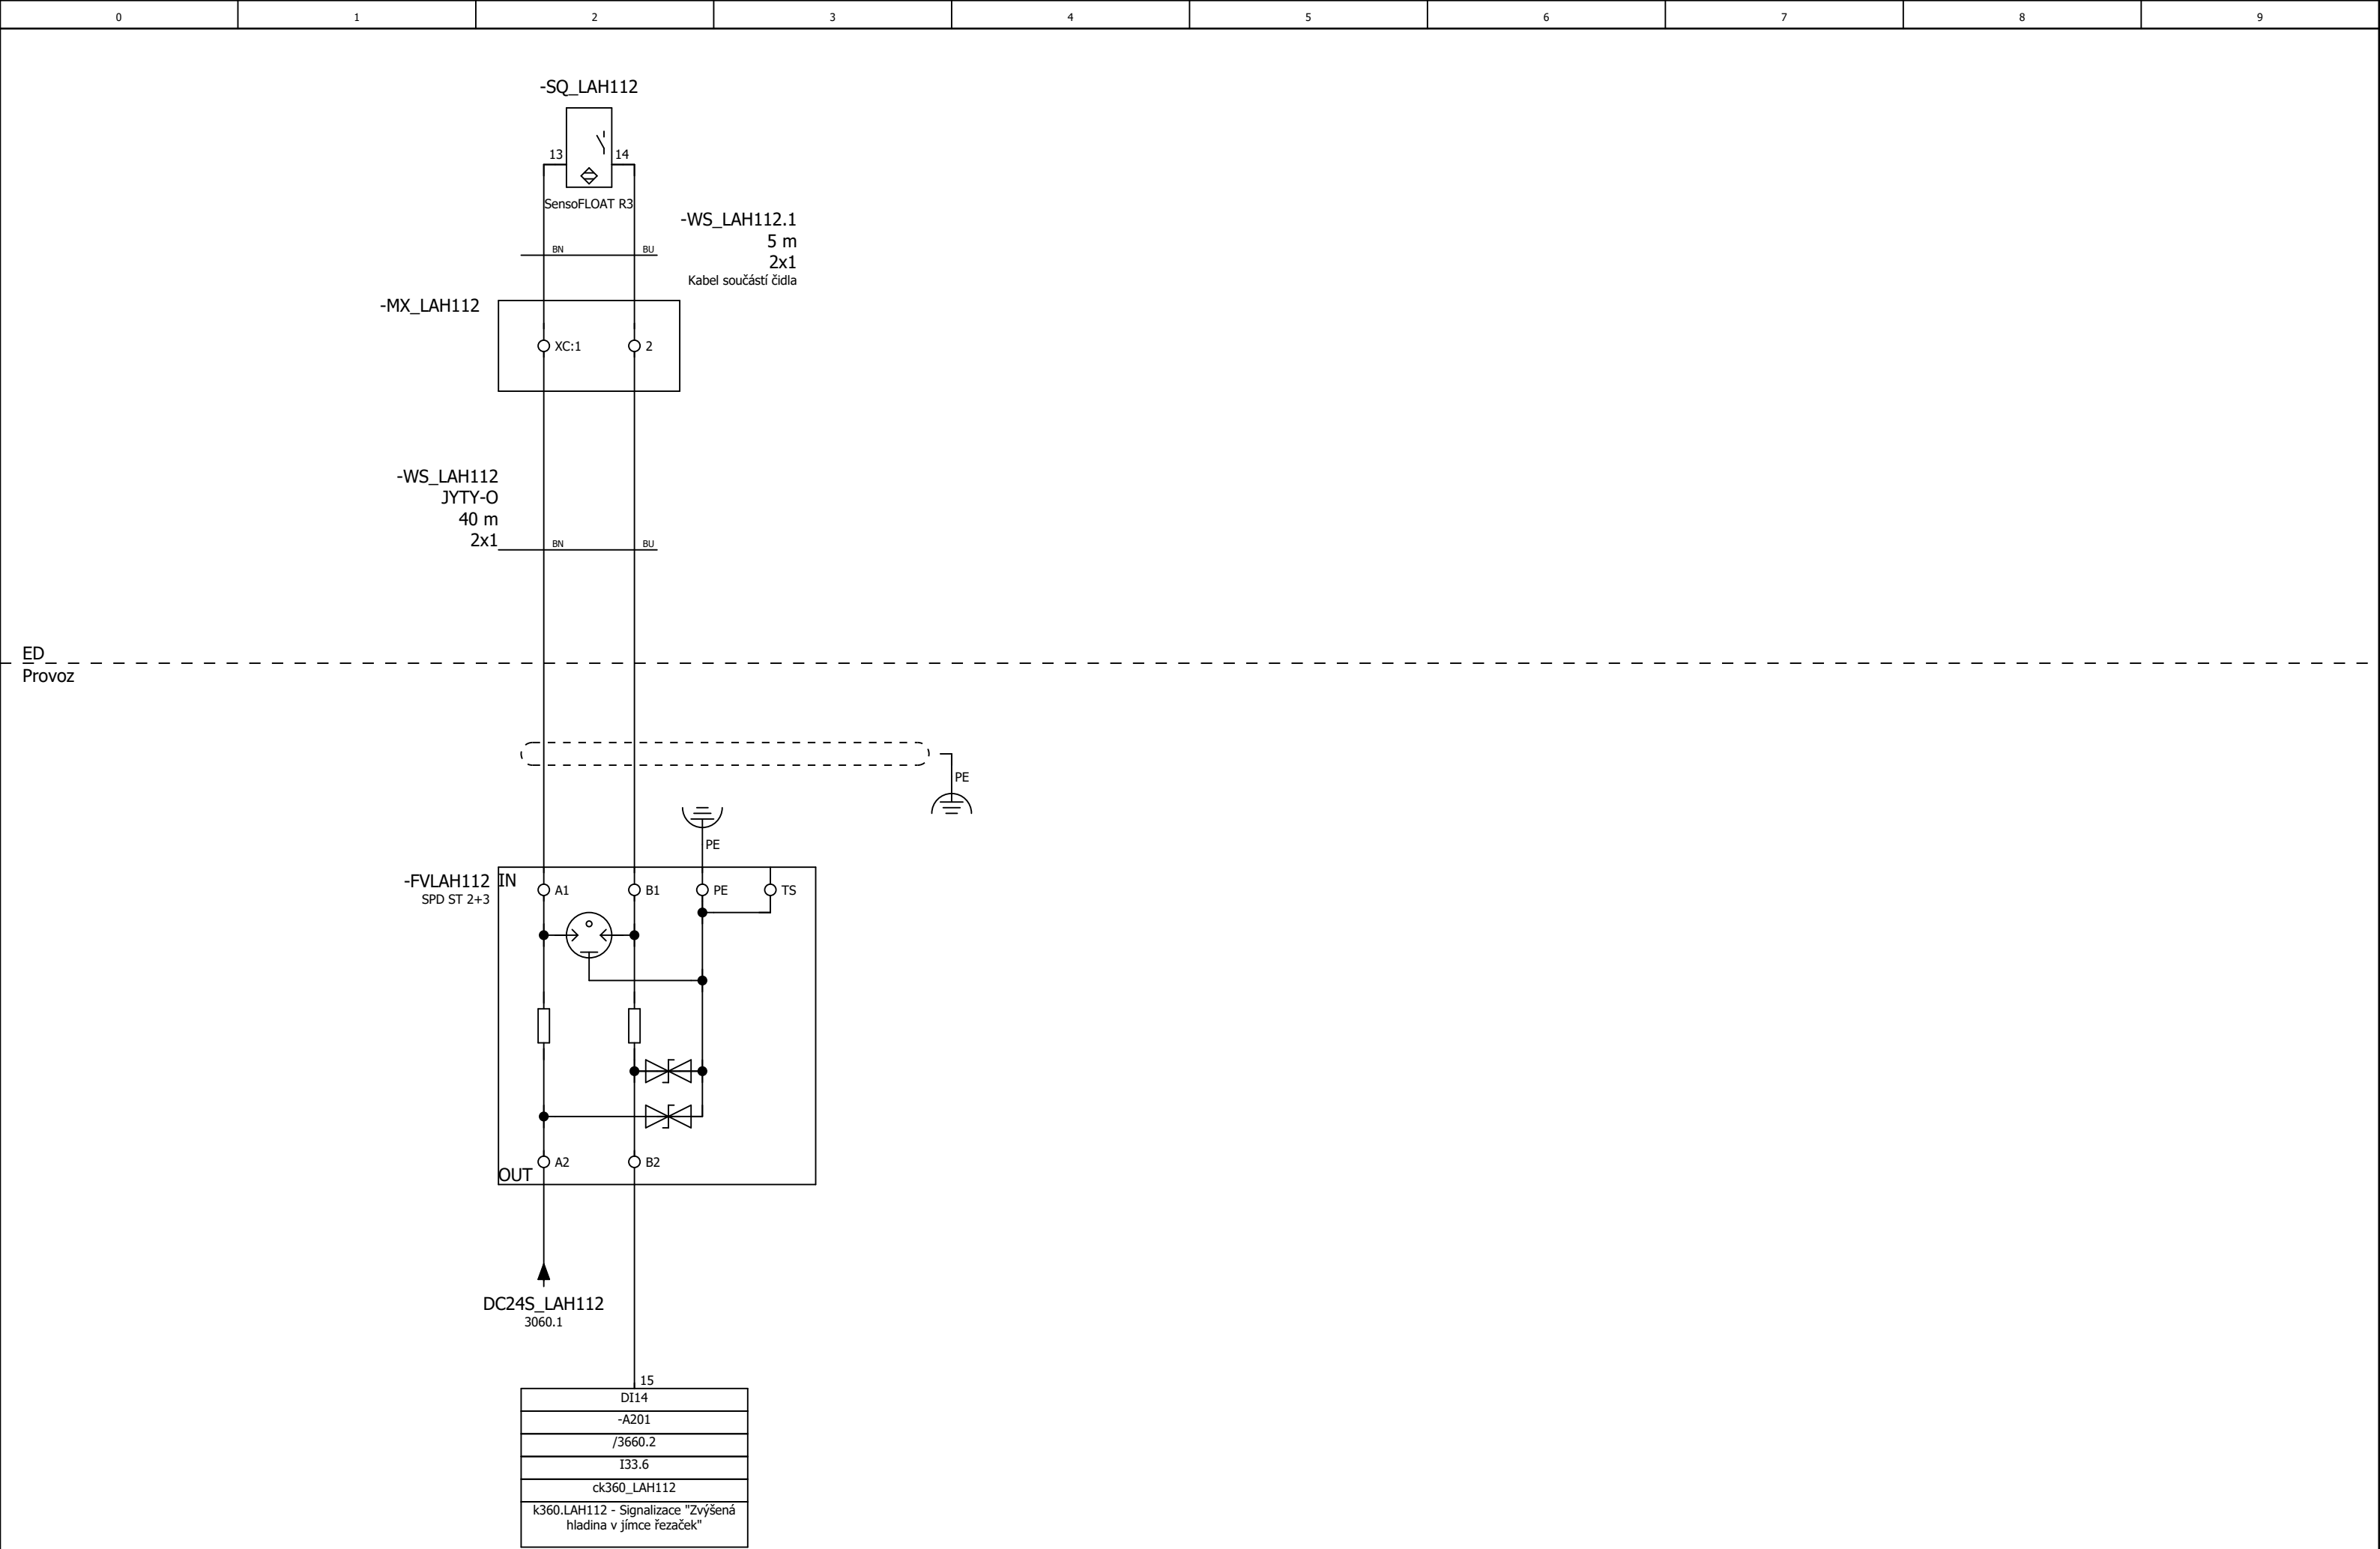 0 1 2 3 4 5 6 7 8 9
-SQ_LAH112
13 14
SensoFLOAT R3
-WS_LAH112.1
5 m
2x1
Kabel součástí čidla
BN BU
-MX_LAH112
XC:1 2
-WS_LAH112
JYTY-O
40 m
2x1
BN BU
ED
Provoz
PE
PE
-FVLAH112
SPD ST 2+3
IN
A1 B1 PE TS
A2 B2
OUT
DC24S_LAH112
3060.1
15
DI14
-A201
/3660.2
I33.6
ck360_LAH112
k360.LAH112 - Signalizace "Zvýšená
hladina v jímce řezaček"